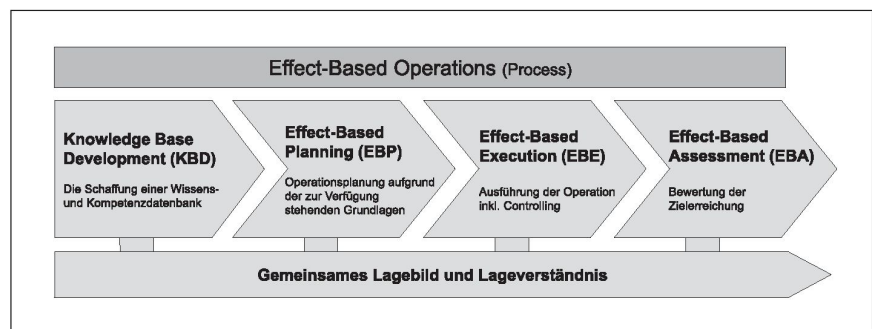 Effect-Based Operations (Process)
Knowledge Base
Development (KBD)
Die Schaffung einer Wissens-
und Kompetenzdatenbank
Effect-Based
Planning (EBP)
Operationsplanung aufgrund
der zur Verfügung
stehenden Grundlagen
Effect-Based
Execution (EBE)
Ausführung der Operation
inkl. Controlling
Effect-Based
Assessment (EBA)
Bewertung der
Zielerreichung
Gemeinsames Lagebild und Lageverständnis